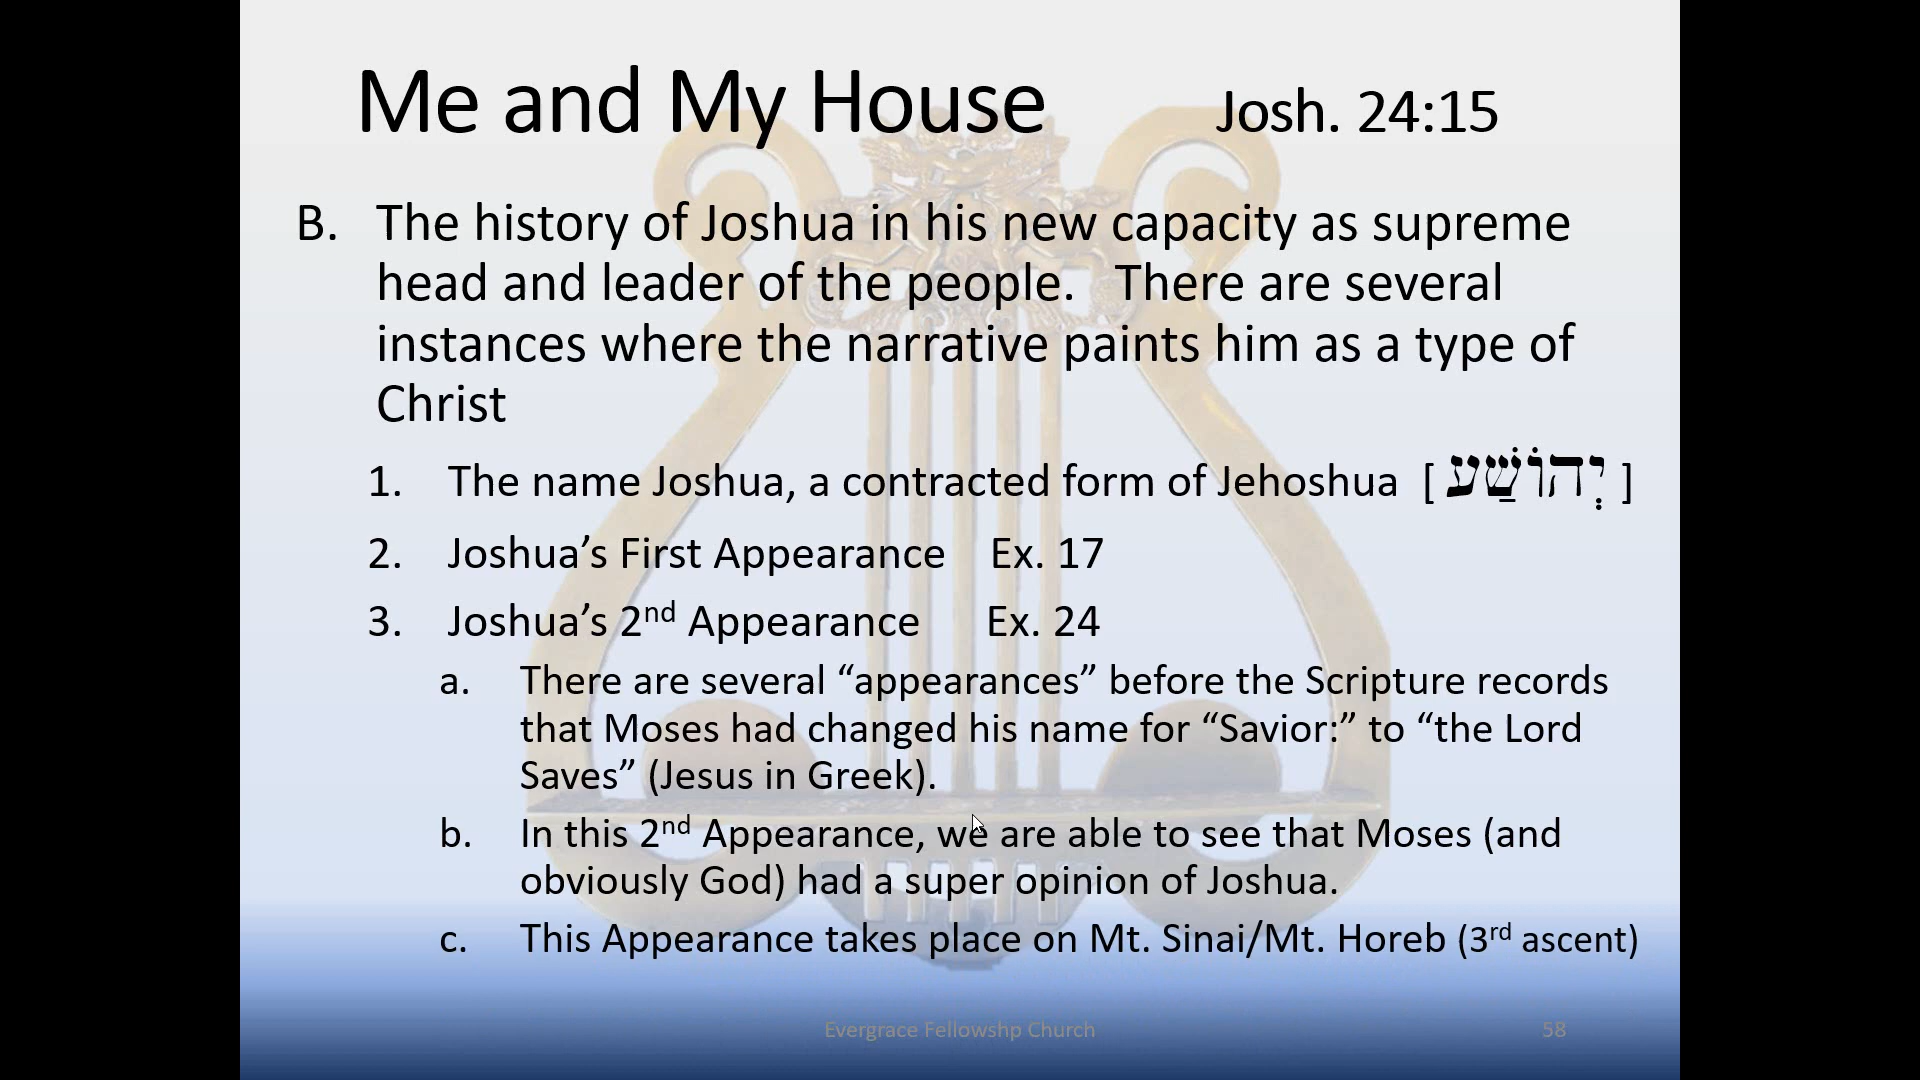 Me and My House Josh. 24:15
B. The history of Joshua in his new capacity as supreme
head and leader of the people. There are several
instances where the narrative paints him as a type of
Christ
1. The name Joshua, a contracted form of Jehoshua [ יְהוֹשֻׁעַ ]
2. Joshua’s First Appearance Ex. 17
3. Joshua’s 2nd Appearance Ex. 24
a. There are several “appearances” before the Scripture records
that Moses had changed his name for “Savior:” to “the Lord
Saves” (Jesus in Greek).
b. In this 2nd Appearance, we are able to see that Moses (and
obviously God) had a super opinion of Joshua.
c. This Appearance takes place on Mt. Sinai/Mt. Horeb (3rd ascent)
Evergrace Fellowshp Church 58